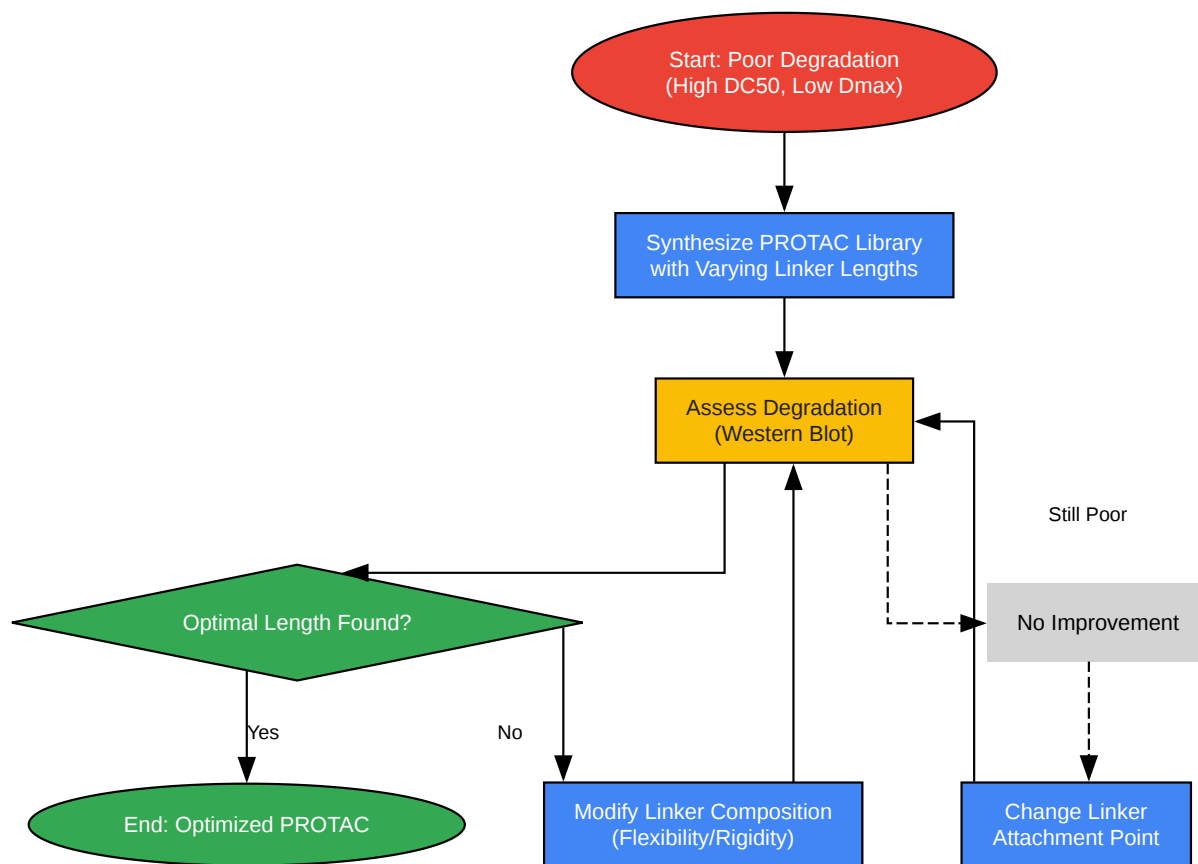 Start: Poor Degradation
(High DC50, Low Dmax)
Synthesize PROTAC Library
with Varying Linker Lengths
Assess Degradation
(Western Blot)
Still Poor
Optimal Length Found?
No Improvement
Yes
No
End: Optimized PROTAC
Modify Linker Composition
(Flexibility/Rigidity)
Change Linker
Attachment Point